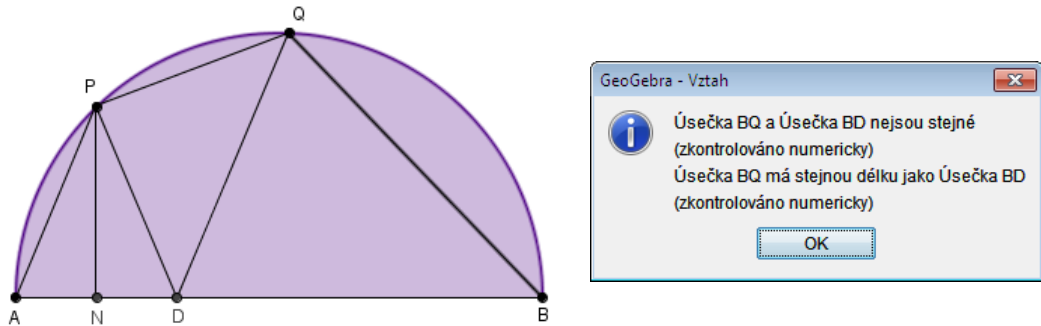 Q
P
A
N
D
B
GeoGebra - Vztah
Úsečka BQ a Úsečka BD nejsou stejné
(zkontrolováno numericky)
Úsečka BQ má stejnou délku jako Úsečka BD
(zkontrolováno numericky)
OK